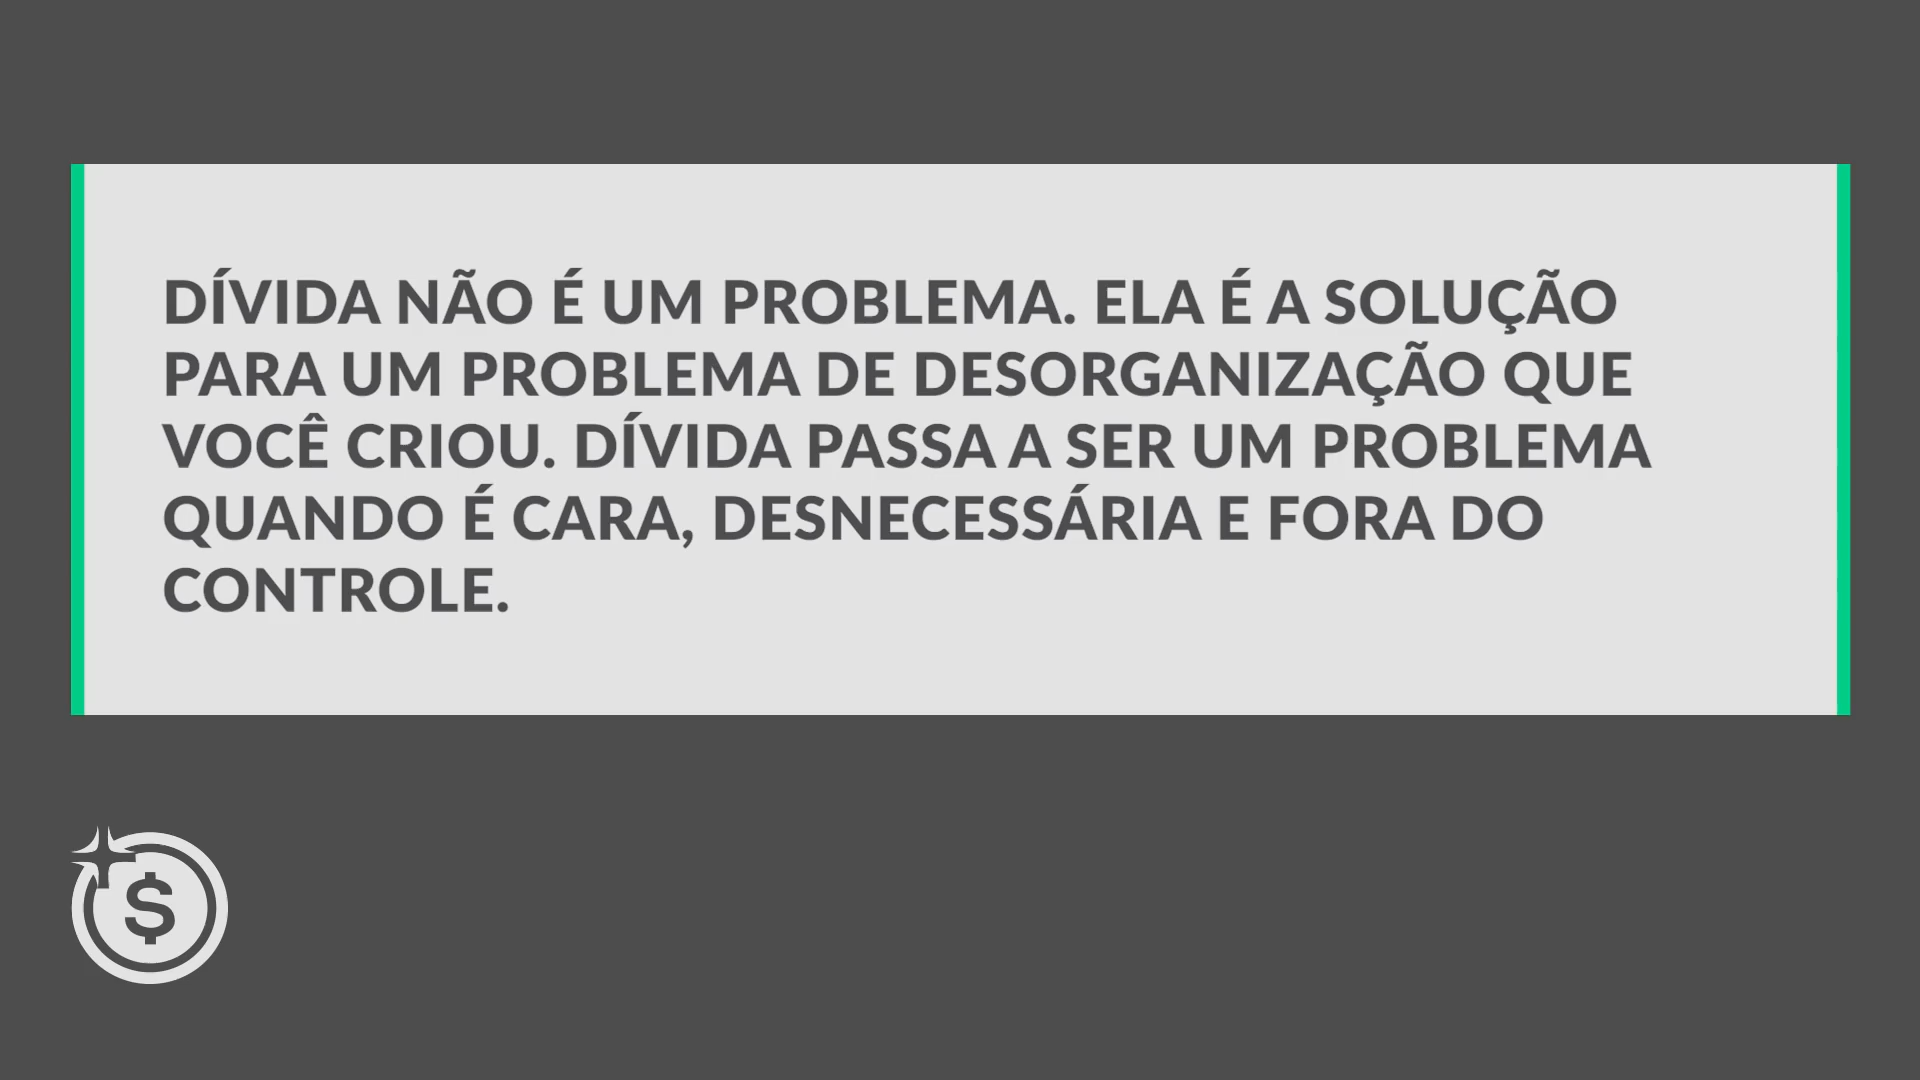 DÍVIDA NÃO É UM PROBLEMA. ELA É A SOLUÇÃO
PARA UM PROBLEMA DE DESORGANIZAÇÃO QUE
VOCÊ CRIOU. DÍVIDA PASSA A SER UM PROBLEMA
QUANDO É CARA, DESNECESSÁRIA E FORA DO
CONTROLE.
$